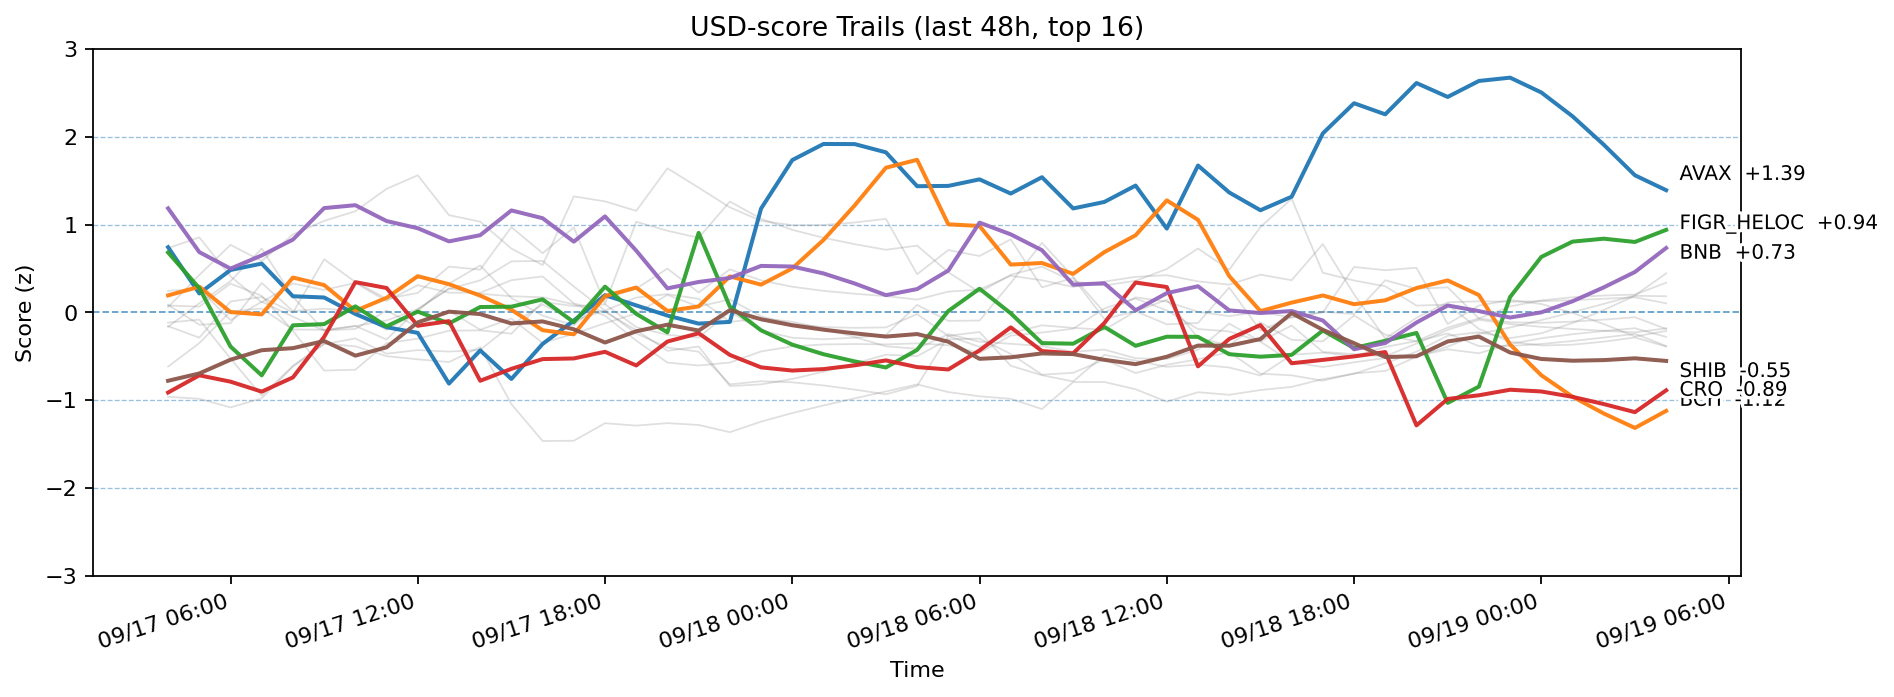 USD-score Trails (last 48h, top 16)
Score (z)
3
2
1
0
−1
−2
−3
AVAX +1.39
FIGR_HELOC +0.94
BNB +0.73
SHIB -0.55
CRO -0.89
BCH -1.12
09/17 06:00
09/17 12:00
09/17 18:00
09/18 00:00
09/18 06:00
09/18 12:00
09/18 18:00
09/19 00:00
09/19 06:00
Time